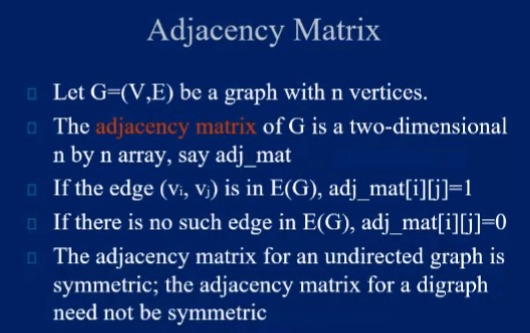 Adjacency Matrix
Let G=(V,E) be a graph with n vertices.
The adjacency matrix of G is a two-dimensional
n by n array, say adj_mat
If the edge (vᵢ, vⱼ) is in E(G), adj_mat[i][j]=1
If there is no such edge in E(G), adj_mat[i][j]=0
The adjacency matrix for an undirected graph is
symmetric; the adjacency matrix for a digraph
need not be symmetric